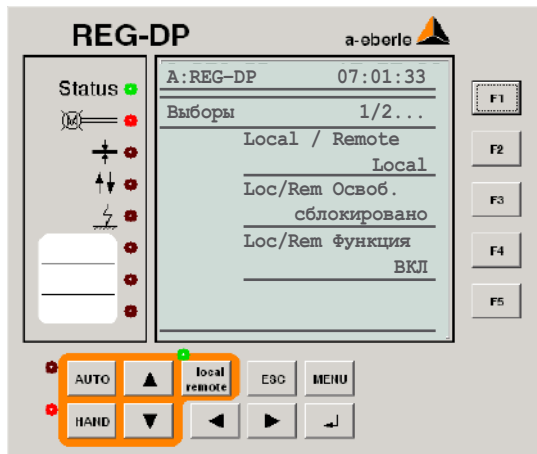 REG-DP
a-eberle
Status
A:REG-DP 07:01:33
Выборы 1/2...
Local / Remote
Local
Loc/Rem Освоб.
сблокировано
Loc/Rem Функция
ВКЛ
F1
F2
F3
F4
F5
AUTO
local
remote
ESC
MENU
HAND